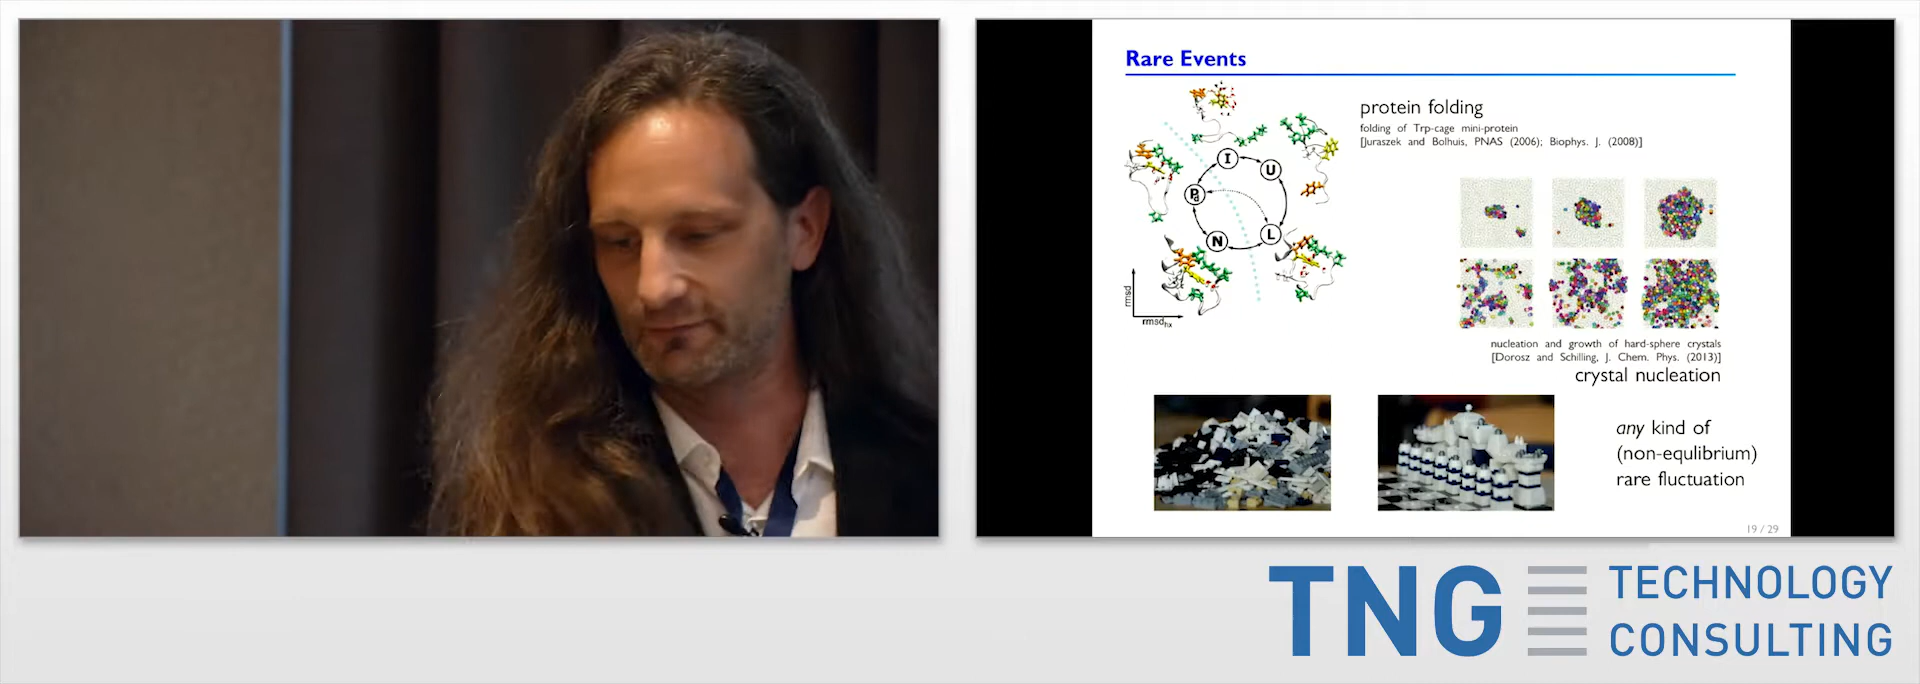 Rare Events
protein folding
folding of Trp-cage mini-protein
[Juraszek and Bolhuis, PNAS (2006); Biophys. J. (2008)]
I
U
Pd
L
N
rmsd
rmsdhx
nucleation and growth of hard-sphere crystals
[Dorosz and Schilling, J. Chem. Phys. (2013)]
crystal nucleation
any kind of
(non-equlibrium)
rare fluctuation
19 / 29
TNG TECHNOLOGY
CONSULTING